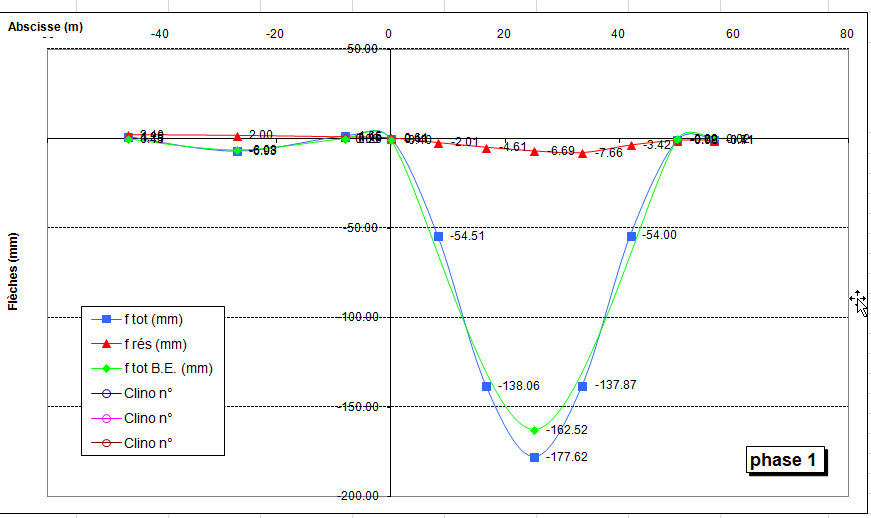 Abscisse (m)
-40 -20 0 20 40 60 80
50.00
2.00
-2.01
-4.61
-6.69
-7.66
-3.42
-50.00
-54.51
-54.00
Flèches (mm)
-100.00
f tot (mm)
f rés (mm)
f tot B.E. (mm)
Clino n°
Clino n°
Clino n°
-138.06
-137.87
-150.00
-162.52
-177.62
phase 1
-200.00